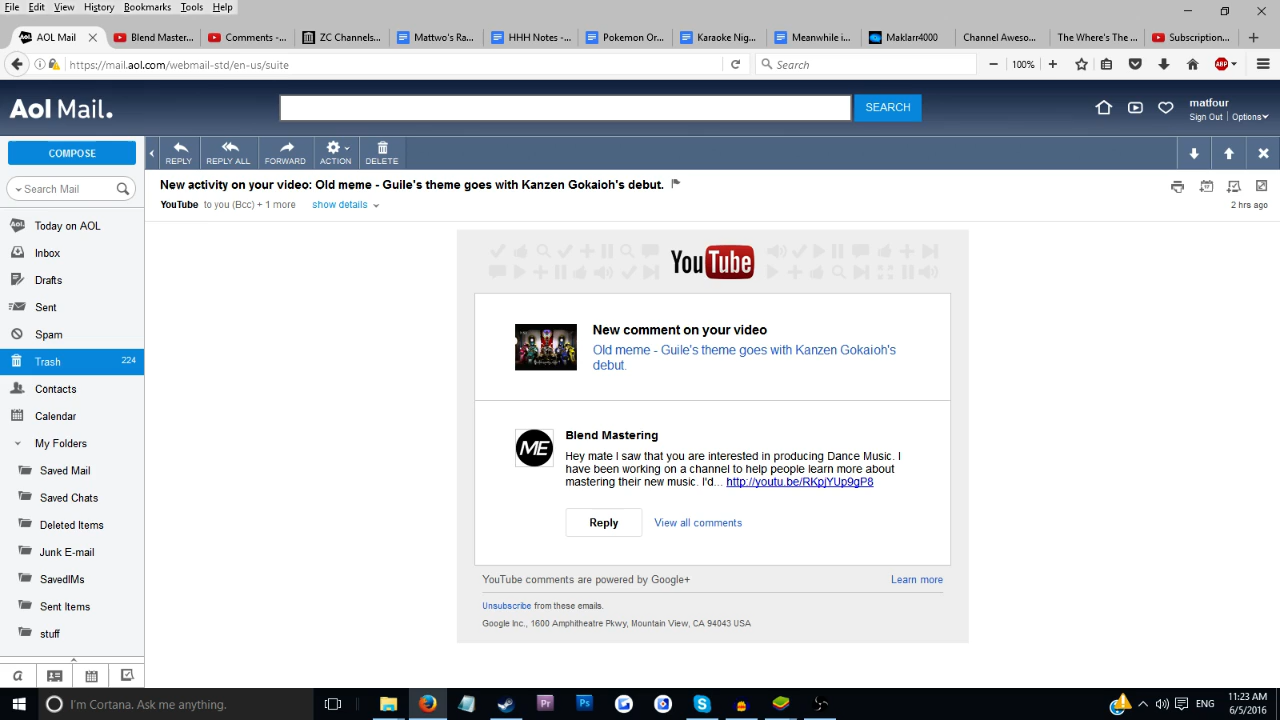 File Edit View History Bookmarks Tools Help
AOL Mail
Blend Master...
Comments -...
ZC Channels...
Mattwo's Ra...
HHH Notes -...
Pokemon Or...
Karaoke Nig...
Meanwhile i...
Maklarr4000
Channel Aweso...
The Where's The ...
Subscription...
https://mail.aol.com/webmail-std/en-us/suite
Search
100%
ABP
Aol Mail.
SEARCH
matfour
Sign Out Options
COMPOSE
REPLY
REPLY ALL
FORWARD
ACTION
DELETE
Search Mail
New activity on your video: Old meme - Guile's theme goes with Kanzen Gokaioh's debut.
YouTube to you (Bcc) + 1 more show details
2 hrs ago
Today on AOL
Inbox
Drafts
Sent
Spam
Trash 224
Contacts
Calendar
My Folders
Saved Mail
Saved Chats
Deleted Items
Junk E-mail
SavedIMs
Sent Items
stuff
YouTube
New comment on your video
Old meme - Guile's theme goes with Kanzen Gokaioh's
debut.
ME
Blend Mastering
Hey mate I saw that you are interested in producing Dance Music. I
have been working on a channel to help people learn more about
mastering their new music. I'd... http://youtu.be/RKpjYUp9gP8
Reply
View all comments
YouTube comments are powered by Google+
Learn more
Unsubscribe from these emails.
Google Inc., 1600 Amphitheatre Pkwy, Mountain View, CA 94043 USA
I'm Cortana. Ask me anything.
Pr
Ps
ENG
11:23 AM
6/5/2016